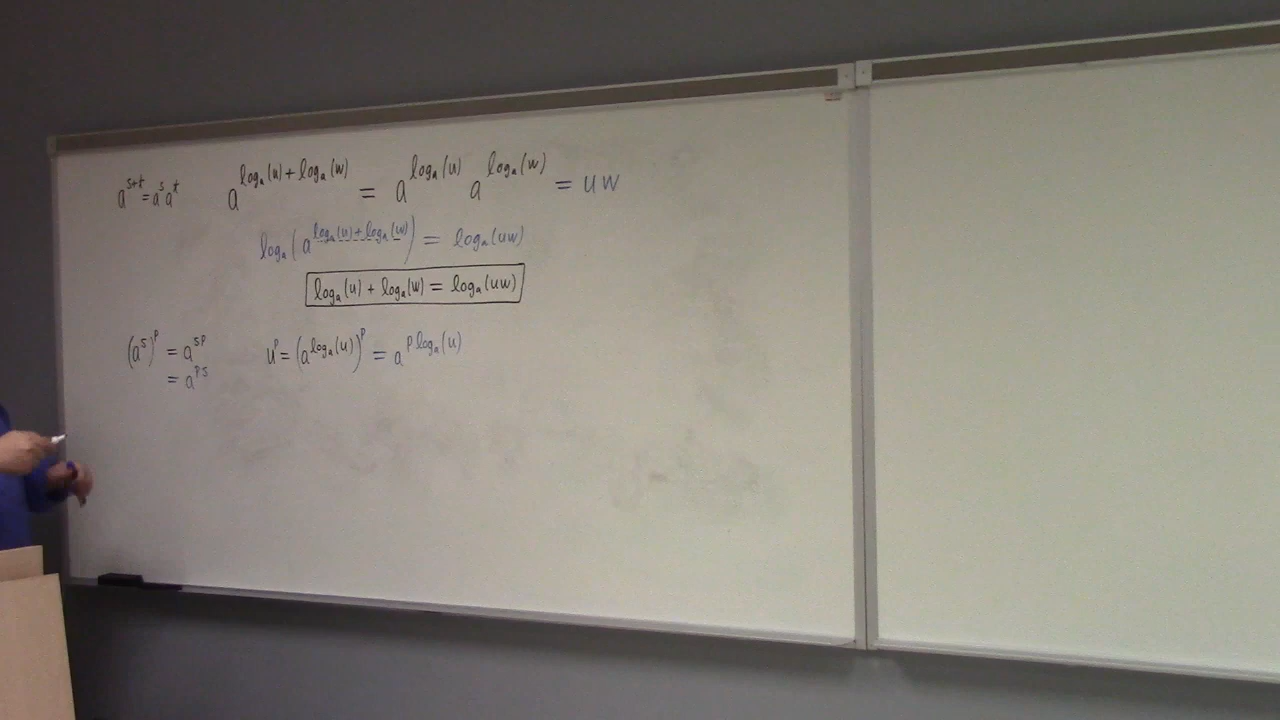 a^{s+t} = a^s a^t    a^{log_a(u) + log_a(w)} = a^{log_a(u)} a^{log_a(w)} = uw
log_a(a^{log_a(u) + log_a(w)}) = log_a(uw)
log_a(u) + log_a(w) = log_a(uw)
(a^s)^p = a^{sp}    u^p = (a^{log_a(u)})^p = a^{p log_a(u)}
= a^{ps}